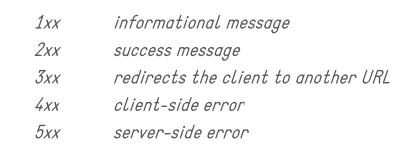 1xx informational message
2xx success message
3xx redirects the client to another URL
4xx client-side error
5xx server-side error